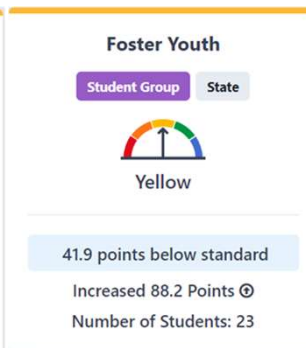 Foster Youth
Student Group State
Yellow
41.9 points below standard
Increased 88.2 Points
Number of Students: 23